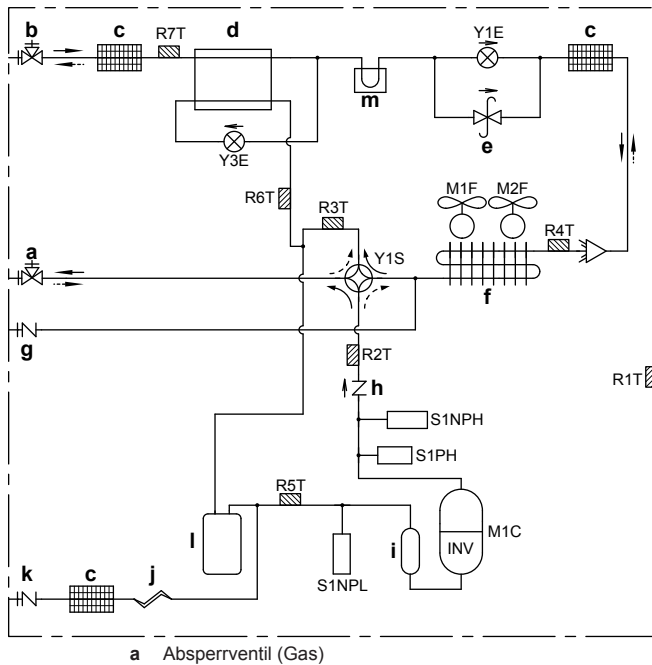 b
c
R7T
d
m
Y1E
e
c
Y3E
R6T
R3T
M1F
M2F
R4T
a
Y1S
f
g
R2T
R1T
h
S1NPH
S1PH
R5T
l
i
M1C
INV
S1NPL
k
c
j
a Absperrventil (Gas)